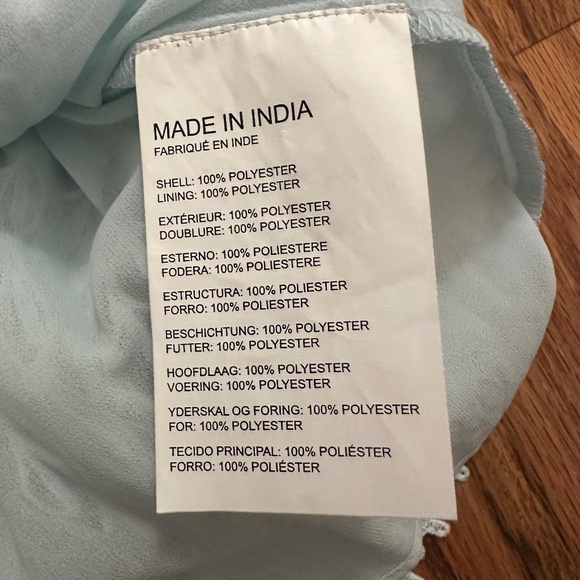 MADE IN INDIA
FABRIQUÉ EN INDE
SHELL: 100% POLYESTER
LINING: 100% POLYESTER
EXTÉRIEUR: 100% POLYESTER
DOUBLURE: 100% POLYESTER
ESTERNO: 100% POLIESTERE
FODERA: 100% POLIESTERE
ESTRUCTURA: 100% POLIESTER
FORRO: 100% POLIESTER
BESCHICHTUNG: 100% POLYESTER
FUTTER: 100% POLYESTER
HOOFDLAAG: 100% POLYESTER
VOERING: 100% POLYESTER
YDERSKAL OG FORING: 100% POLYESTER
FOR: 100% POLYESTER
TECIDO PRINCIPAL: 100% POLIÉSTER
FORRO: 100% POLIÉSTER